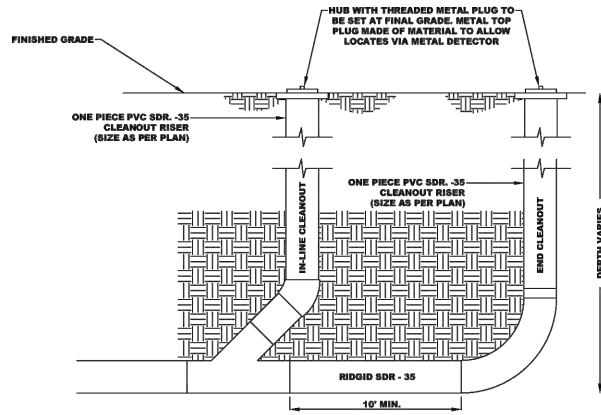 HUB WITH THREADED METAL PLUG TO
BE SET AT FINAL GRADE. METAL TOP
PLUG MADE OF MATERIAL TO ALLOW
LOCATES VIA METAL DETECTOR
FINISHED GRADE
ONE PIECE PVC SDR. -35
CLEANOUT RISER
(SIZE AS PER PLAN)
ONE PIECE PVC SDR. -35
CLEANOUT RISER
(SIZE AS PER PLAN)
IN-LINE CLEANOUT
END CLEANOUT
DEPTH VARIES
RIDGID SDR - 35
10' MIN.